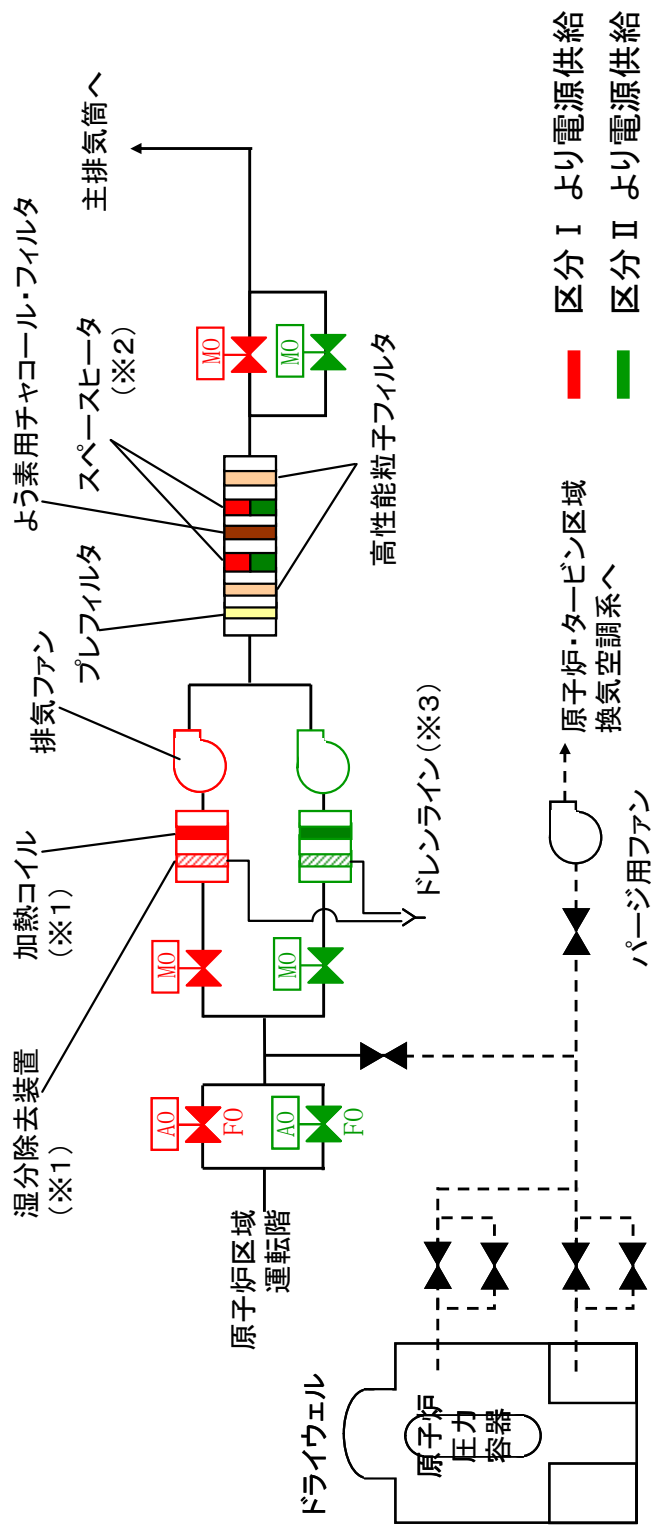 主排気筒へ
よう素用チャコール・フィルタ
スペースヒータ
(※2)
プレフィルタ
排気ファン
加熱コイル
(※1)
湿分除去装置
(※1)
MO
MO
高性能粒子フィルタ
MO
MO
ドレンライン(※3)
AO
FO
AO
FO
原子炉区域
運転階
原子炉・タービン区域
換気空調系へ
パージ用ファン
ドライウェル
原子炉
圧力
容器
区分Ⅰ より電源供給
区分Ⅱ より電源供給